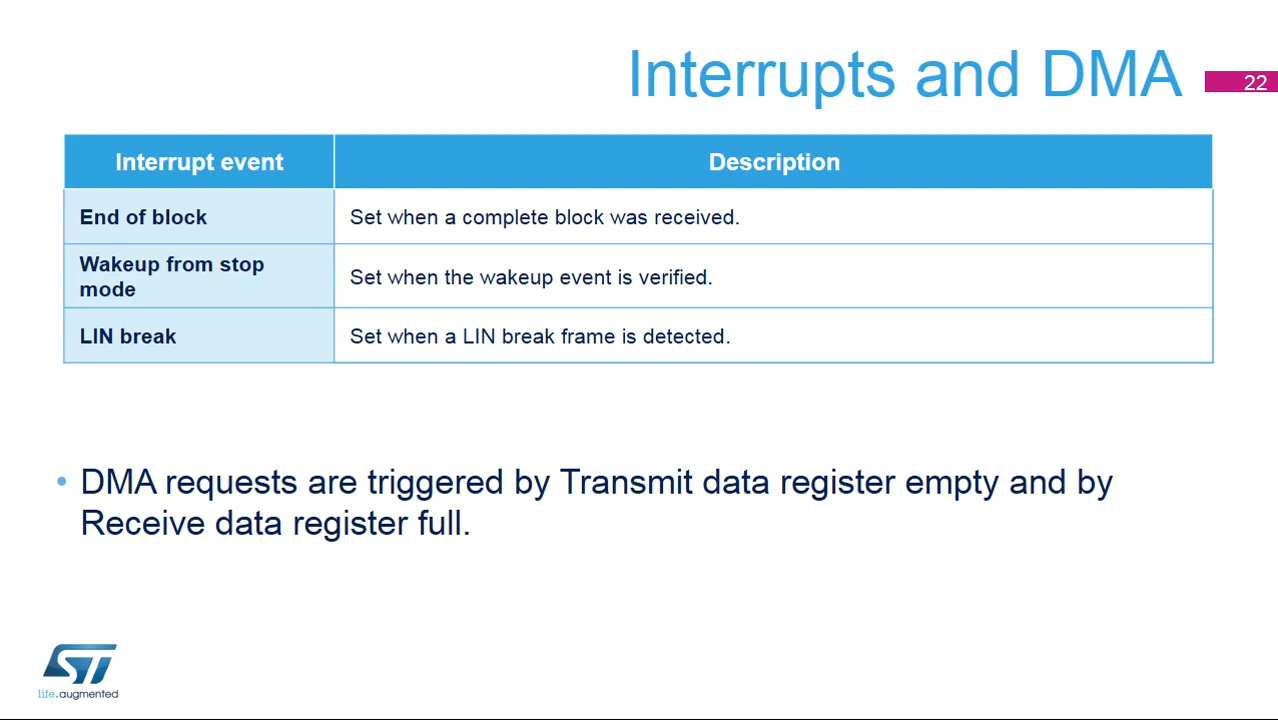 Interrupts and DMA
22
Interrupt event
Description
End of block
Set when a complete block was received.
Wakeup from stop
mode
Set when the wakeup event is verified.
LIN break
Set when a LIN break frame is detected.
• DMA requests are triggered by Transmit data register empty and by
Receive data register full.
ST
life.augmented